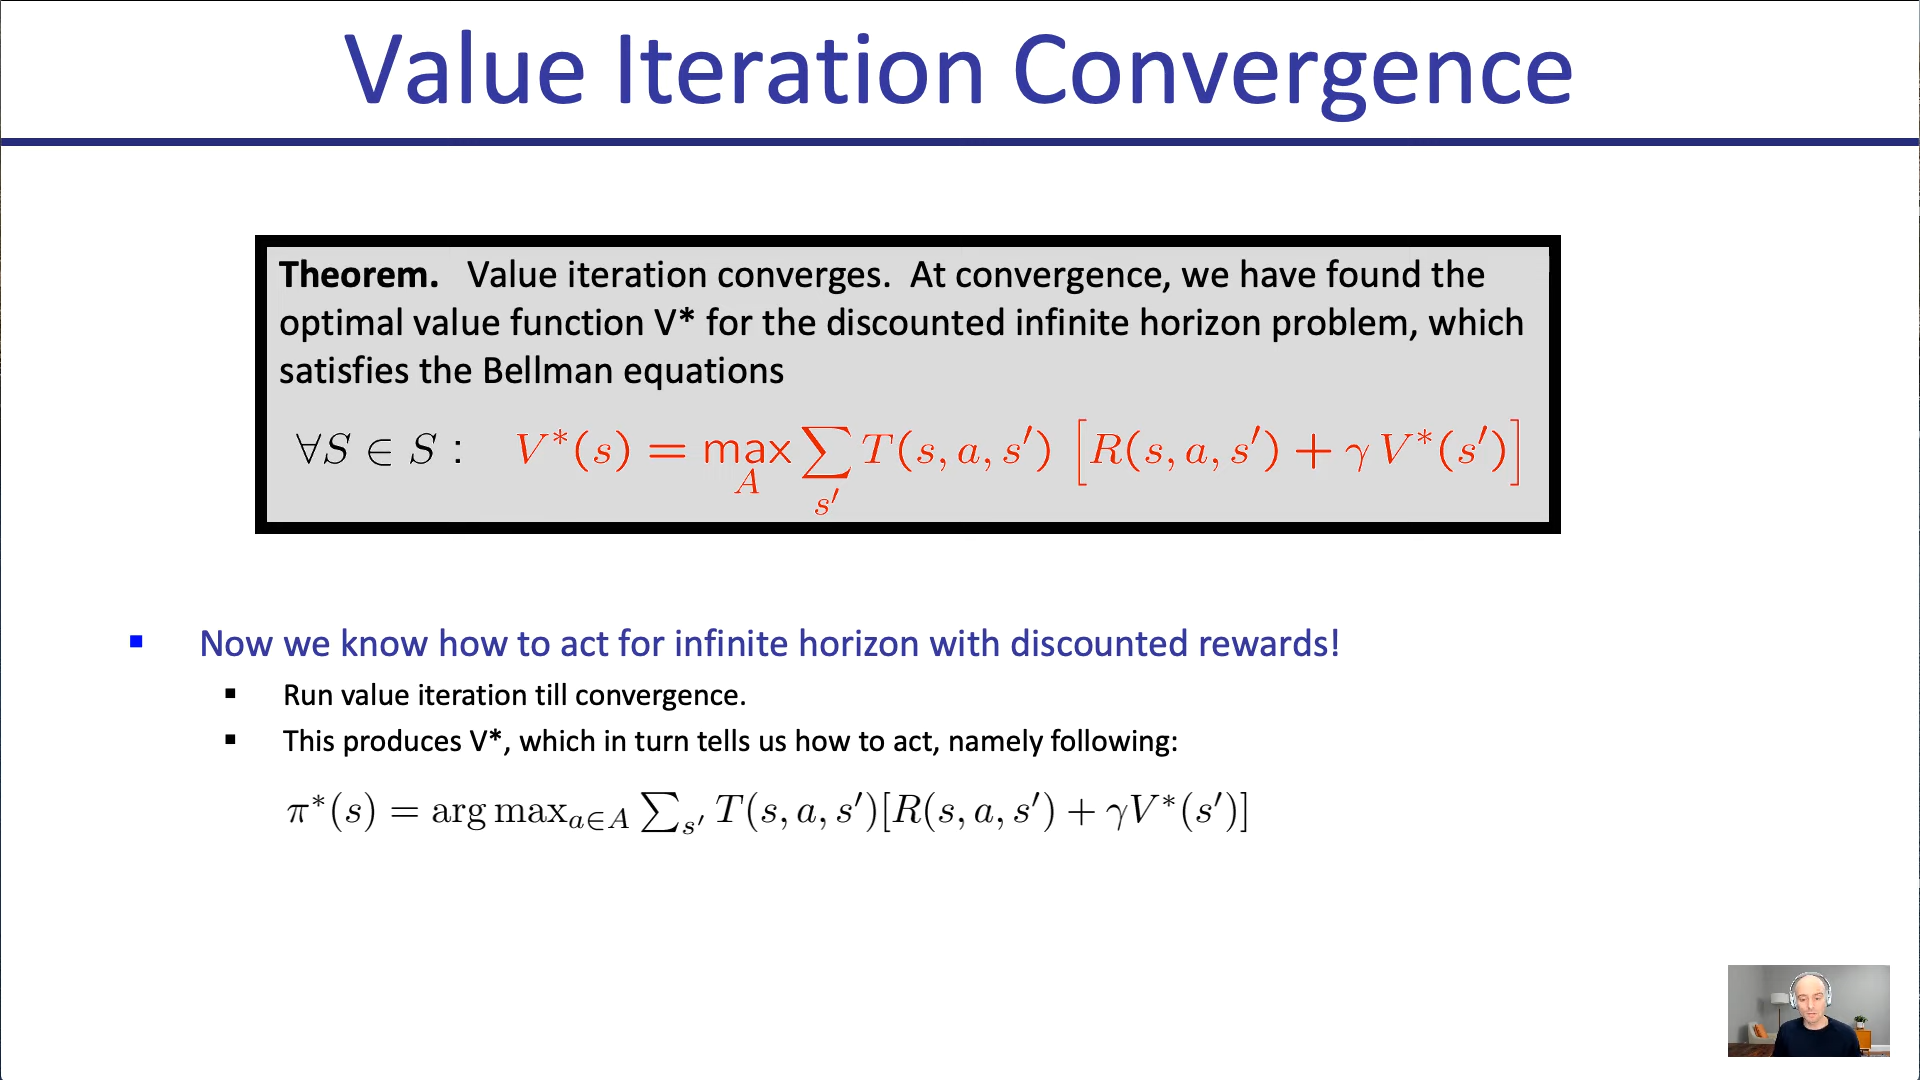 Value Iteration Convergence
Theorem. Value iteration converges. At convergence, we have found the
optimal value function V* for the discounted infinite horizon problem, which
satisfies the Bellman equations
∀S ∈ S : V*(s) = max_A ∑_{s′} T(s, a, s′) [R(s, a, s′) + γ V*(s′)]
▪ Now we know how to act for infinite horizon with discounted rewards!
▪ Run value iteration till convergence.
▪ This produces V*, which in turn tells us how to act, namely following:
π*(s) = arg max_{a∈A} ∑_{s′} T(s, a, s′)[R(s, a, s′) + γV*(s′)]